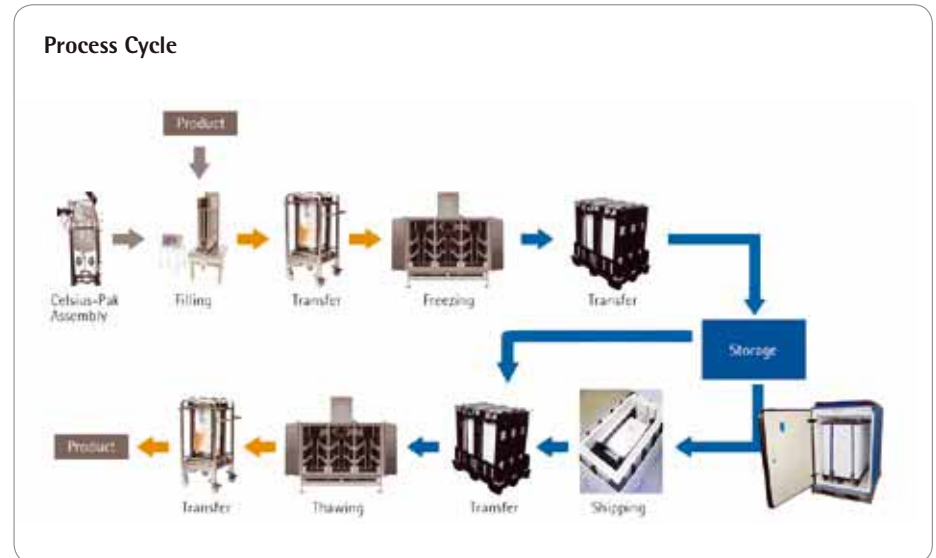 Process Cycle
Product
Celsius-Pak
Assembly
Filling
Transfer
Freezing
Transfer
Storage
Product
Transfer
Thawing
Transfer
Shipping